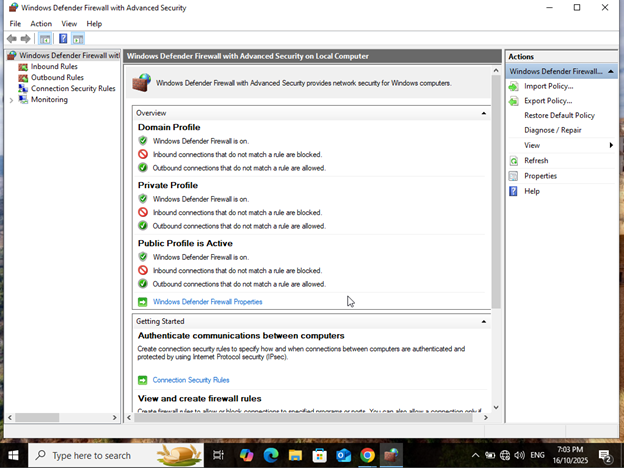 Windows Defender Firewall with Advanced Security
File Action View Help
Windows Defender Firewall witl
Inbound Rules
Outbound Rules
Connection Security Rules
Monitoring
Windows Defender Firewall with Advanced Security on Local Computer
Windows Defender Firewall with Advanced Security provides network security for Windows computers.
Overview
Domain Profile
Windows Defender Firewall is on.
Inbound connections that do not match a rule are blocked.
Outbound connections that do not match a rule are allowed.
Private Profile
Windows Defender Firewall is on.
Inbound connections that do not match a rule are blocked.
Outbound connections that do not match a rule are allowed.
Public Profile is Active
Windows Defender Firewall is on.
Inbound connections that do not match a rule are blocked.
Outbound connections that do not match a rule are allowed.
Windows Defender Firewall Properties
Getting Started
Authenticate communications between computers
Create connection security rules to specify how and when connections between computers are authenticated and
protected by using Internet Protocol security (IPsec).
Connection Security Rules
View and create firewall rules
Create firewall rules to allow or block connections to specified programs or ports. You can also allow a connection only if
Actions
Windows Defender Firewall...
Import Policy...
Export Policy...
Restore Default Policy
Diagnose / Repair
View
Refresh
Properties
Help
Type here to search
ENG
7:03 PM
16/10/2025
2